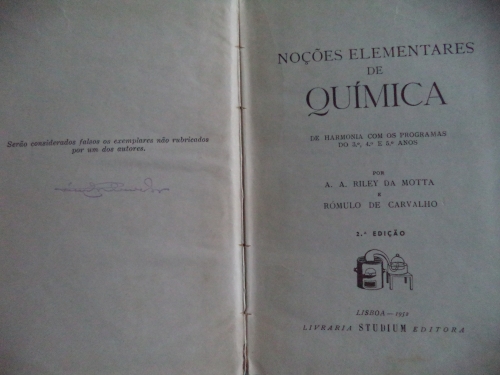 Serão considerados falsos os exemplares não rubricados
por um dos autores.
NOÇÕES ELEMENTARES
DE
QUÍMICA
DE HARMONIA COM OS PROGRAMAS
DO 3.º, 4.º E 5.º ANOS
POR
A. A. RILEY DA MOTTA
E
RÓMULO DE CARVALHO
2.ª EDIÇÃO
LISBOA — 1952
LIVRARIA STUDIUM EDITORA